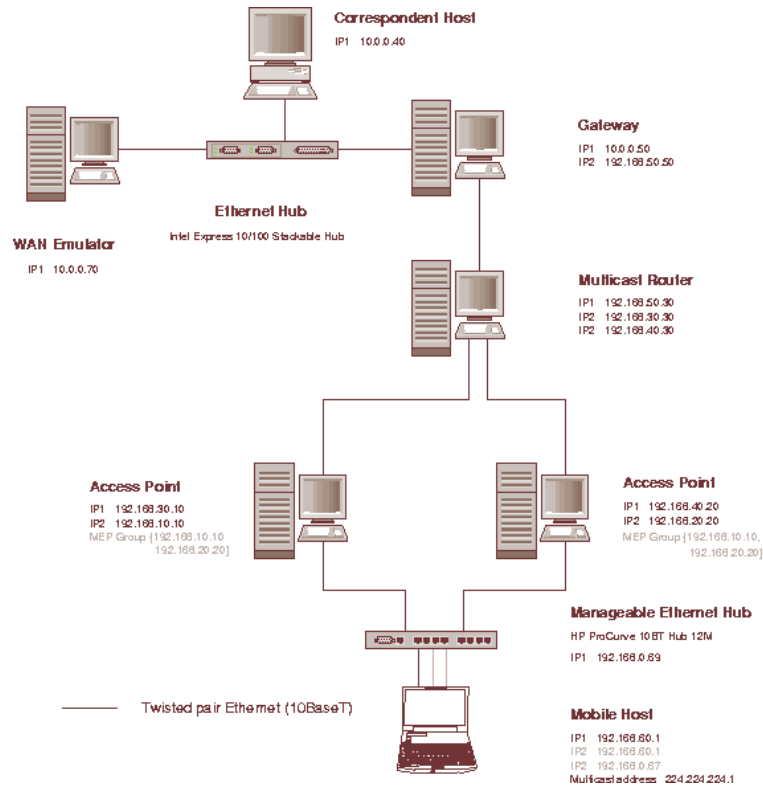 Correspondent Host
IP1 10.0.0.40
Gateway
IP1 10.0.0.50
IP2 192.168.50.50
Ethernet Hub
Intel Express 10/100 Stackable Hub
WAN Emulator
IP1 10.0.0.70
Multicast Router
IP1 192.168.50.30
IP2 192.168.30.30
IP2 192.168.40.30
Access Point
IP1 192.168.30.10
IP2 192.168.10.10
MEP Group {192.168.10.10
192.168.20.20]
Access Point
IP1 192.168.40.20
IP2 192.168.20.20
MEP Group {192.168.10.10,
192.168.20.20]
Manageable Ethernet Hub
HP ProCurve 10BT Hub 12M
IP1 192.168.0.69
Twisted pair Ethernet (10BaseT)
Mobile Host
IP1 192.168.60.1
IP2 192.168.60.1
IP2 192.168.0.67
Multicast address 224.224.224.1